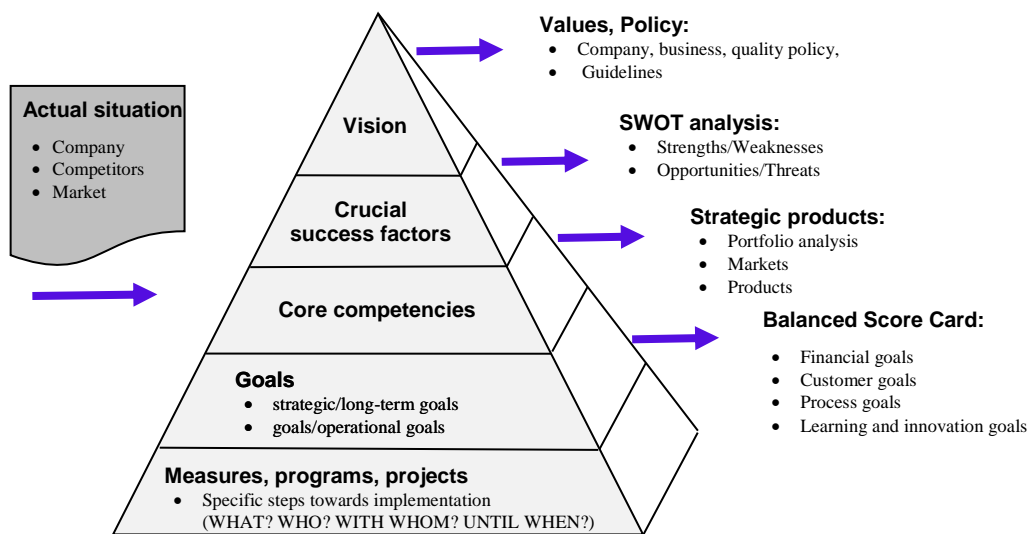 Actual situation
• Company
• Competitors
• Market
Vision
Crucial
success factors
Core competencies
Goals
• strategic/long-term goals
• goals/operational goals
Measures, programs, projects
• Specific steps towards implementation
(WHAT? WHO? WITH WHOM? UNTIL WHEN?)
Values, Policy:
• Company, business, quality policy,
• Guidelines
SWOT analysis:
• Strengths/Weaknesses
• Opportunities/Threats
Strategic products:
• Portfolio analysis
• Markets
• Products
Balanced Score Card:
• Financial goals
• Customer goals
• Process goals
• Learning and innovation goals